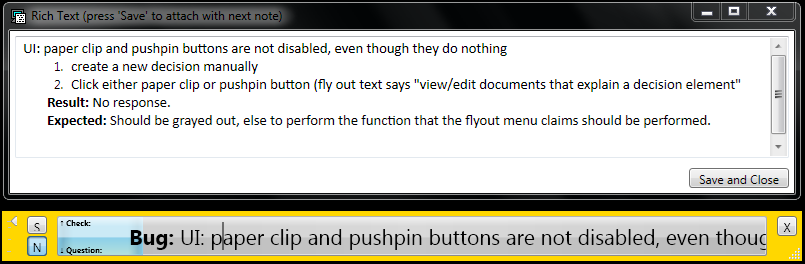 Rich Text (press 'Save' to attach with next note)
UI: paper clip and pushpin buttons are not disabled, even though they do nothing
1. create a new decision manually
2. Click either paper clip or pushpin button (fly out text says "view/edit documents that explain a decision element"
Result: No response.
Expected: Should be grayed out, else to perform the function that the flyout menu claims should be performed.
Save and Close
S
↑ Check:
X
Bug: UI: paper clip and pushpin buttons are not disabled, even thoug
N
↓ Question: